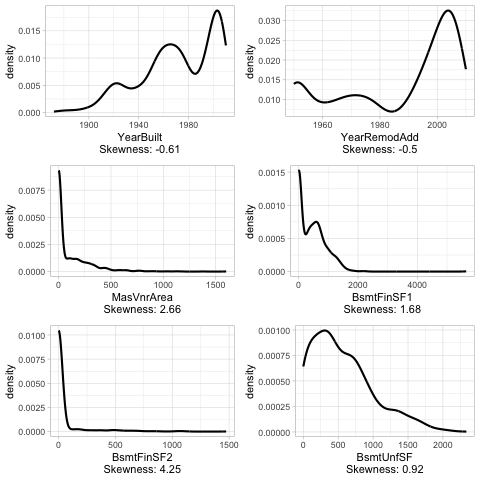 density
0.015
0.010
0.005
0.000
1900
1940
1980
YearBuilt
Skewness: -0.61
density
0.030
0.025
0.020
0.015
0.010
1960
1980
2000
YearRemodAdd
Skewness: -0.5
density
0.0075
0.0050
0.0025
0.0000
0
500
1000
1500
MasVnrArea
Skewness: 2.66
density
0.0015
0.0010
0.0005
0.0000
0
2000
4000
BsmtFinSF1
Skewness: 1.68
density
0.0100
0.0075
0.0050
0.0025
0.0000
0
500
1000
1500
BsmtFinSF2
Skewness: 4.25
density
0.00100
0.00075
0.00050
0.00025
0.00000
0
500
1000
1500
2000
BsmtUnfSF
Skewness: 0.92